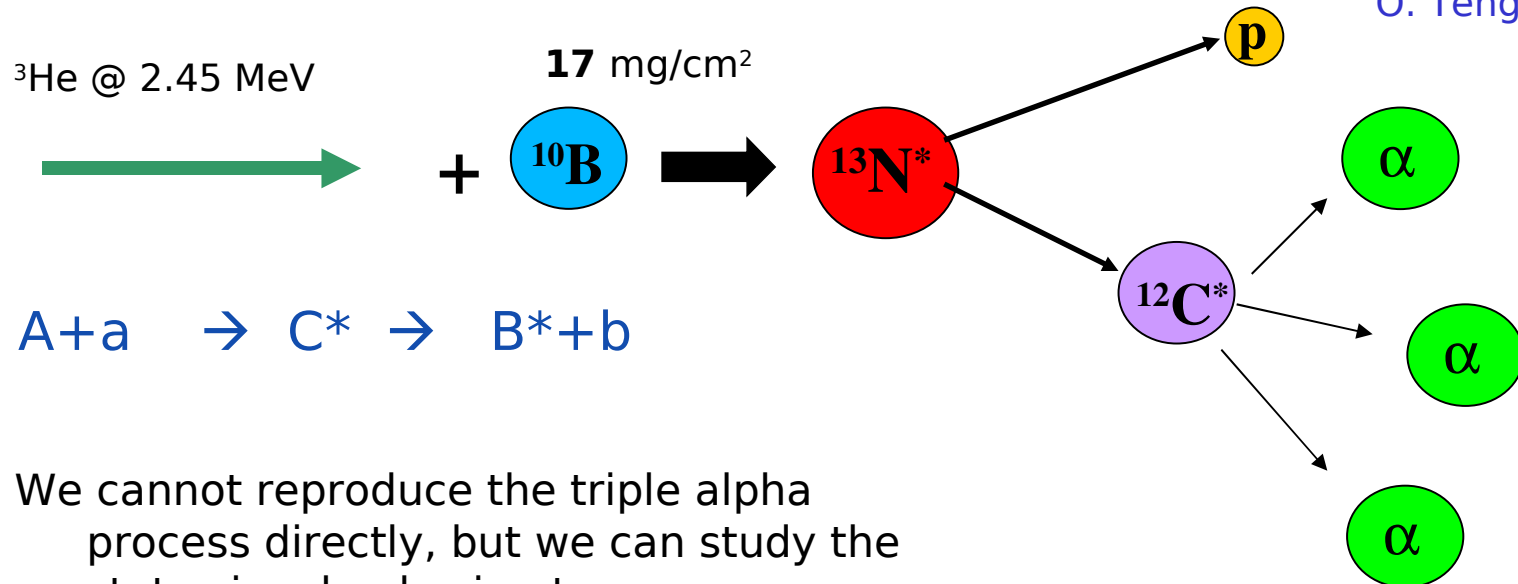 O. Teng
p
³He @ 2.45 MeV
17 mg/cm²
+
¹⁰B
¹³N*
α
¹²C*
A+a → C* → B*+b
α
We cannot reproduce the triple alpha
process directly, but we can study the
α